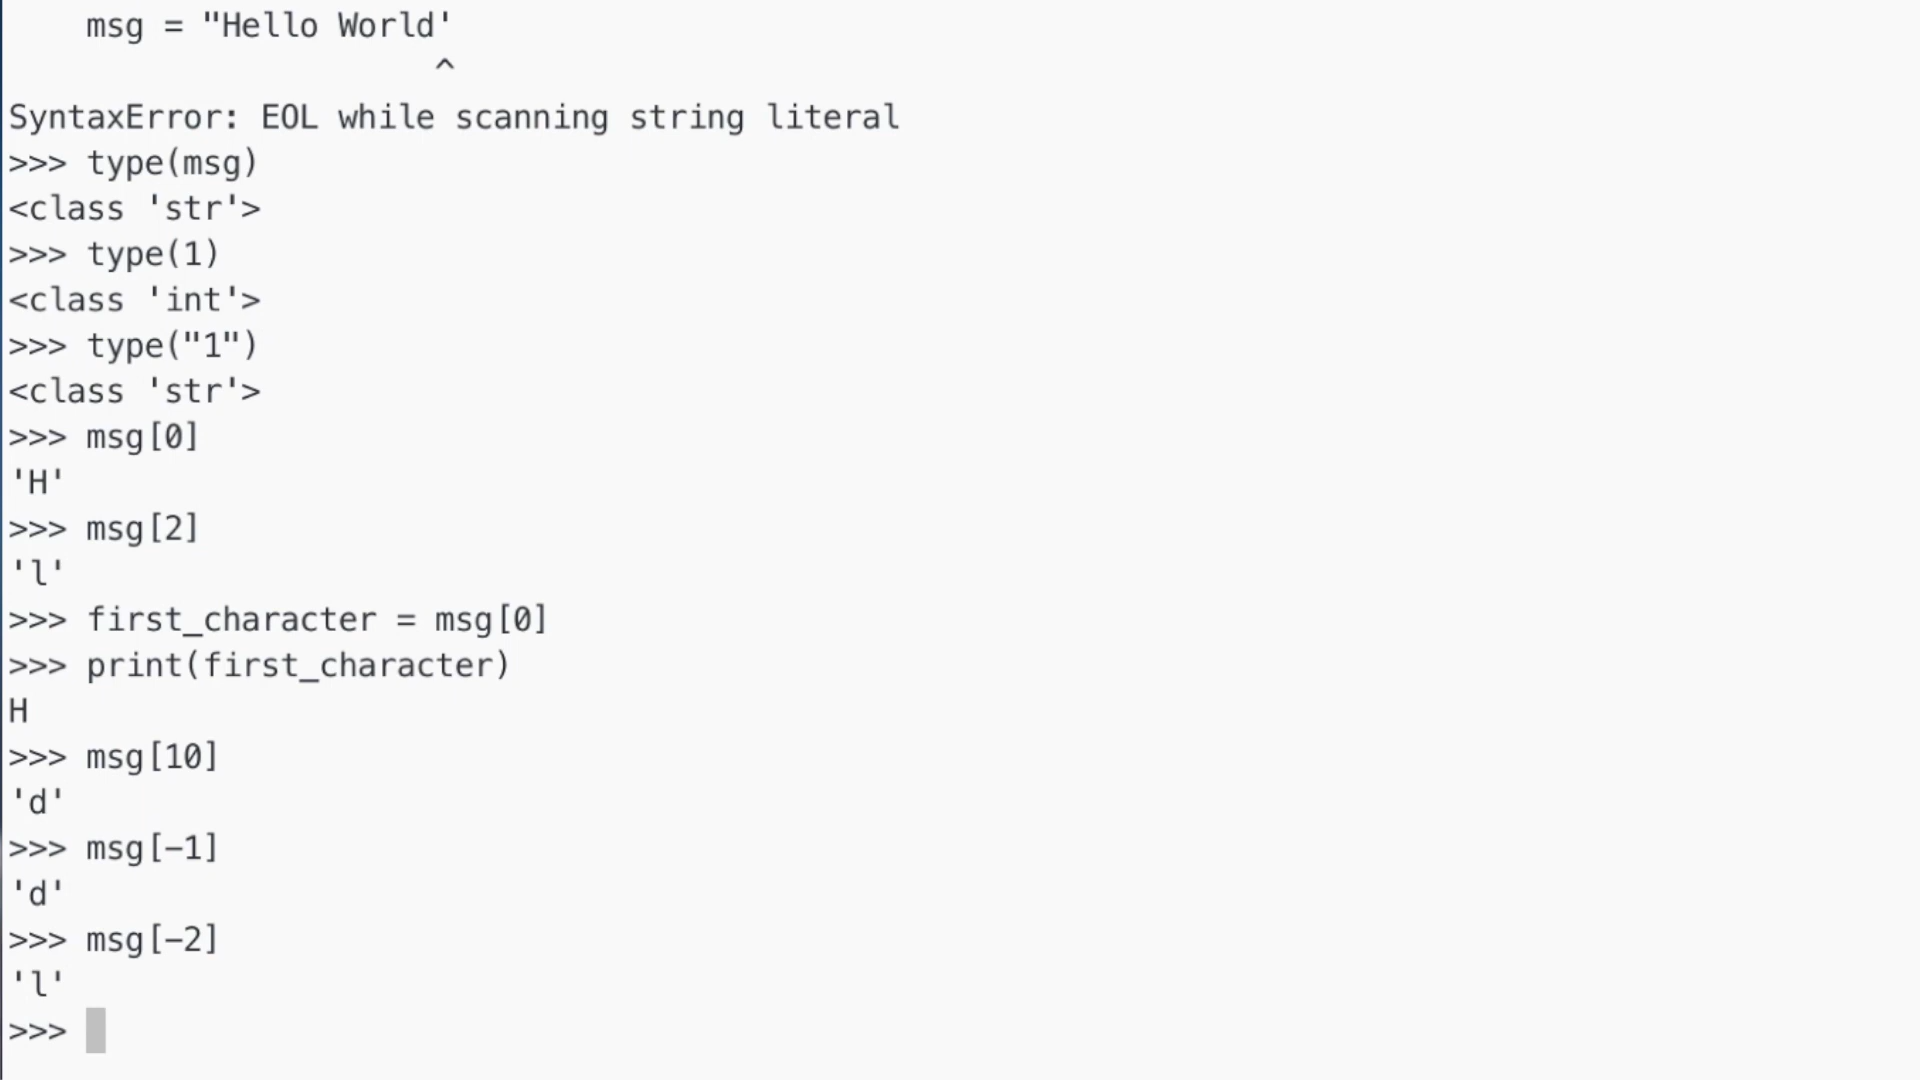 msg = "Hello World'
^
SyntaxError: EOL while scanning string literal
>>> type(msg)
<class 'str'>
>>> type(1)
<class 'int'>
>>> type("1")
<class 'str'>
>>> msg[0]
'H'
>>> msg[2]
'l'
>>> first_character = msg[0]
>>> print(first_character)
H
>>> msg[10]
'd'
>>> msg[-1]
'd'
>>> msg[-2]
'l'
>>>